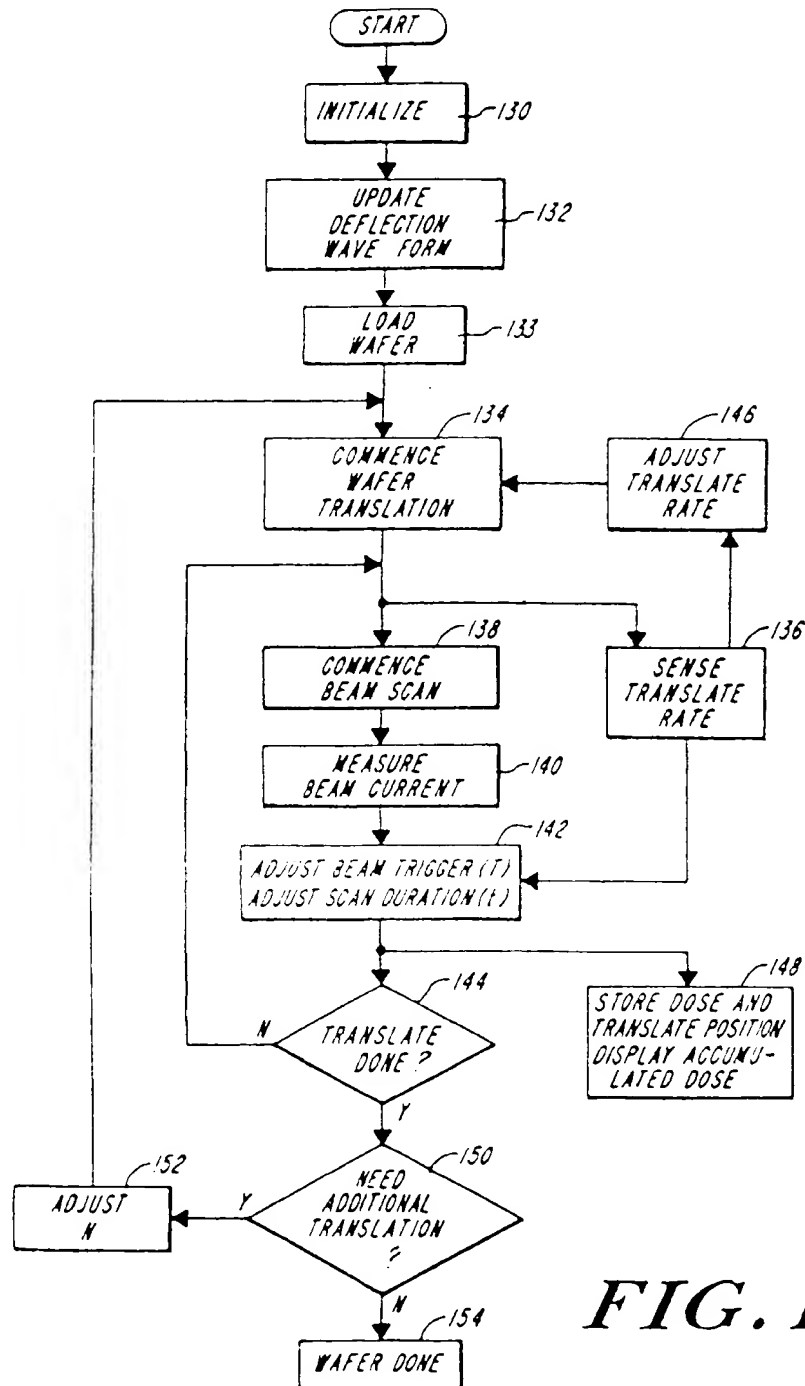 START
INITIALIZE
130
UPDATE
DEFLECTION
WAVE FORM
132
LOAD
WAFER
133
134
COMMENCE
WAFER
TRANSLATION
146
ADJUST
TRANSLATE
RATE
138
COMMENCE
BEAM SCAN
136
SENSE
TRANSLATE
RATE
MEASURE
BEAM CURRENT
140
142
ADJUST BEAM TRIGGER (T)
ADJUST SCAN DURATION (t)
144
TRANSLATE
DONE ?
N
Y
148
STORE DOSE AND
TRANSLATE POSITION
DISPLAY ACCUMU-
LATED DOSE
150
NEED
ADDITIONAL
TRANSLATION
?
Y
N
152
ADJUST
N
154
WAFER DONE
FIG.